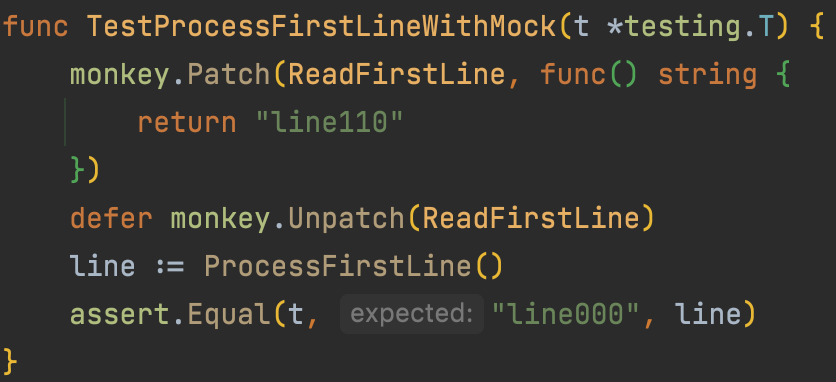 func TestProcessFirstLineWithMock(t *testing.T) {
monkey.Patch(ReadFirstLine, func() string {
return "line110"
})
defer monkey.Unpatch(ReadFirstLine)
line := ProcessFirstLine()
assert.Equal(t, expected: "line000", line)
}